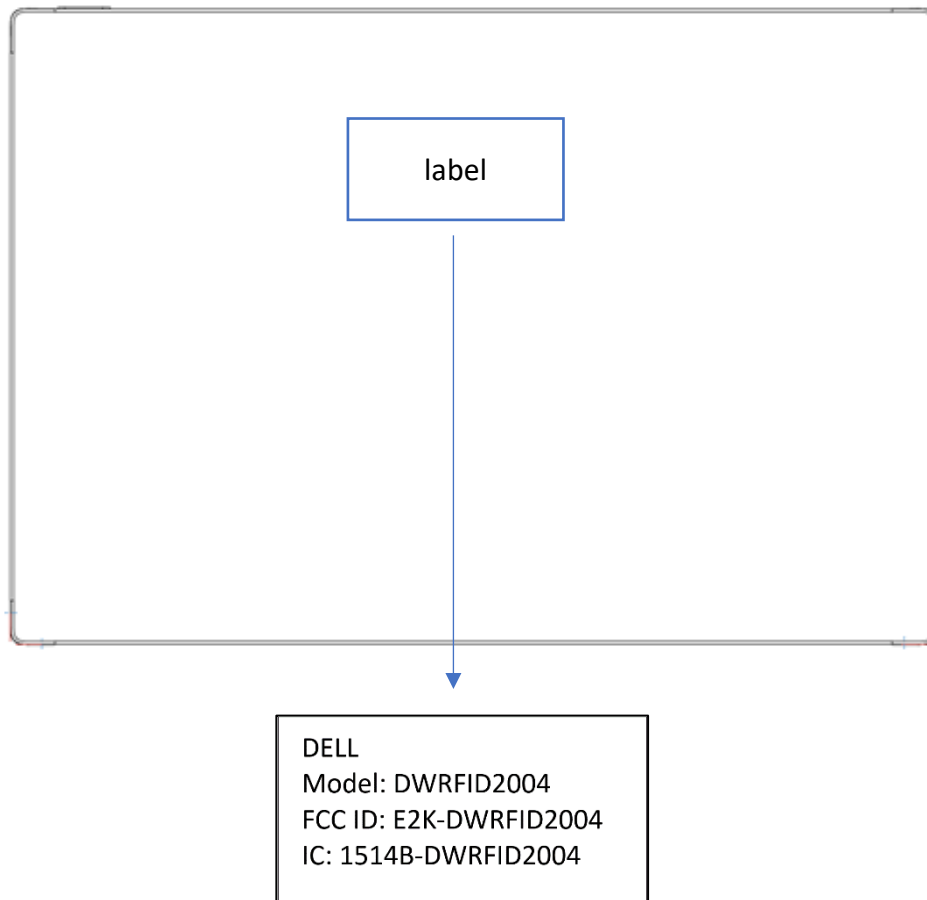 label
DELL
Model: DWRFID2004
FCC ID: E2K-DWRFID2004
IC: 1514B-DWRFID2004